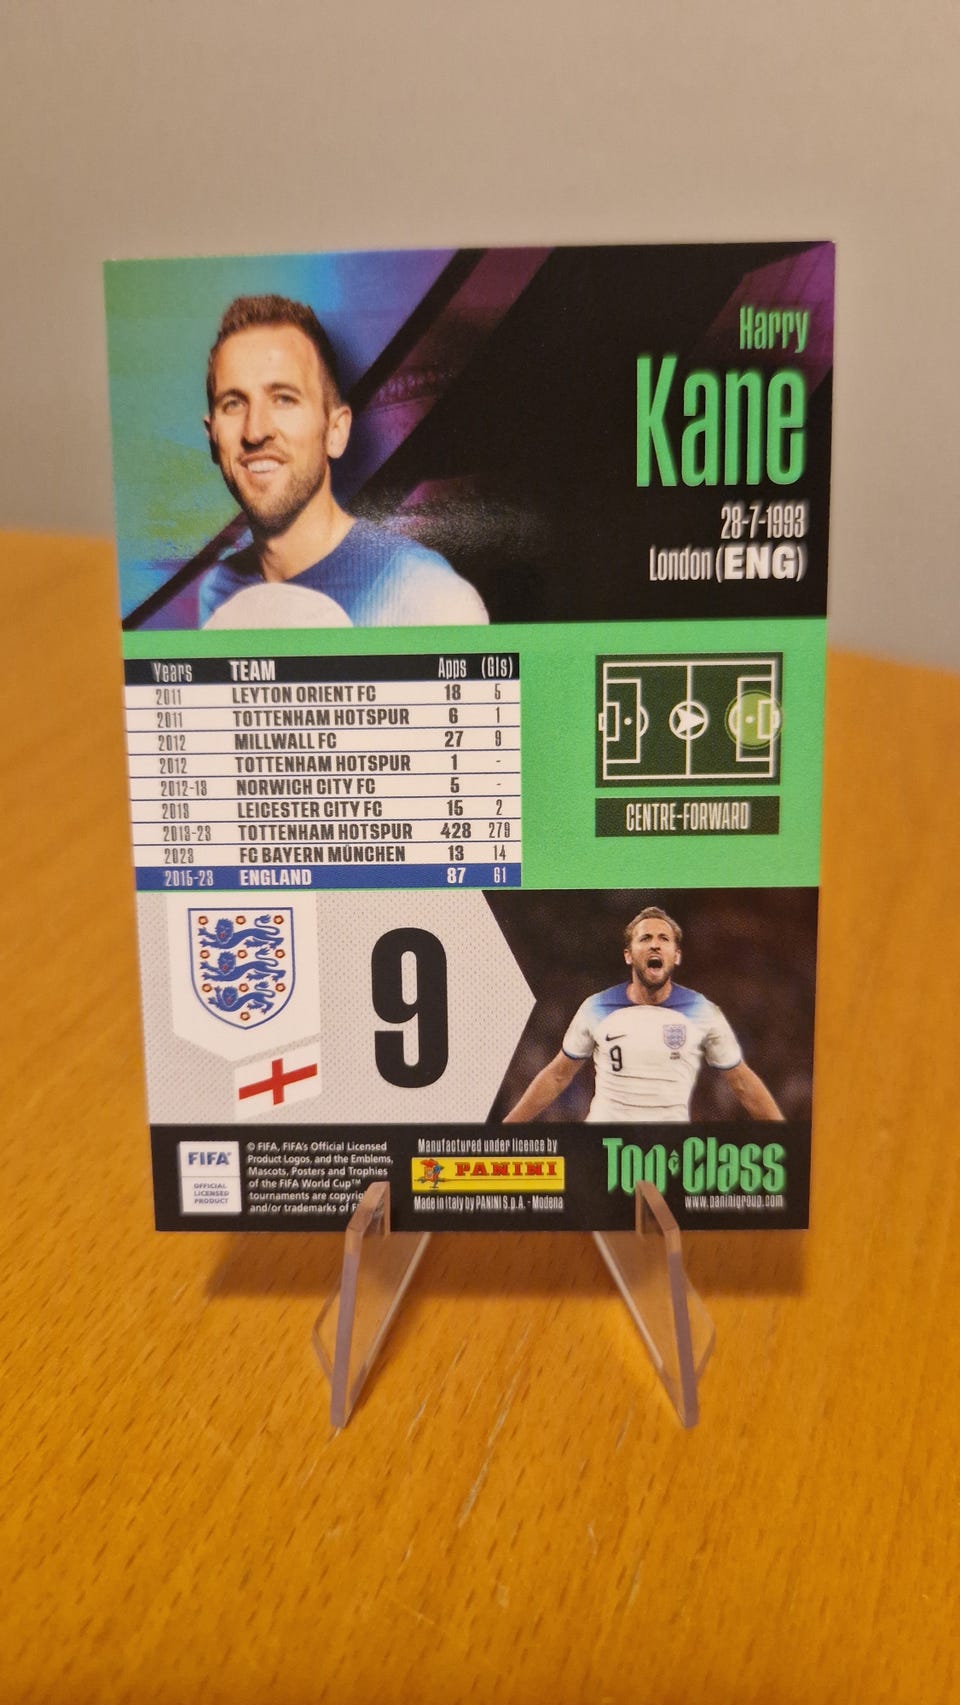 Harry
Kane
28-7-1993
London (ENG)
Years TEAM Apps (Gls)
2011 LEYTON ORIENT FC 18 5
2011 TOTTENHAM HOTSPUR 6 1
2012 MILLWALL FC 27 9
2012 TOTTENHAM HOTSPUR 1 -
2012-13 NORWICH CITY FC 5 -
2013 LEICESTER CITY FC 15 2
2013-23 TOTTENHAM HOTSPUR 428 279
2023 FC BAYERN MÜNCHEN 13 14
2015-23 ENGLAND 87 61
CENTRE-FORWARD
9
9
FIFA
OFFICIAL
LICENSED
PRODUCT
© FIFA, FIFA's Official Licensed
Product Logos, and the Emblems,
Mascots, Posters and Trophies
of the FIFA World Cup™
tournaments are
and/or trademarks of
Manufactured under licence by
PANINI
Made in Italy by PANINI S.p.A. - Modena
Top Class
www.paninigroup.com